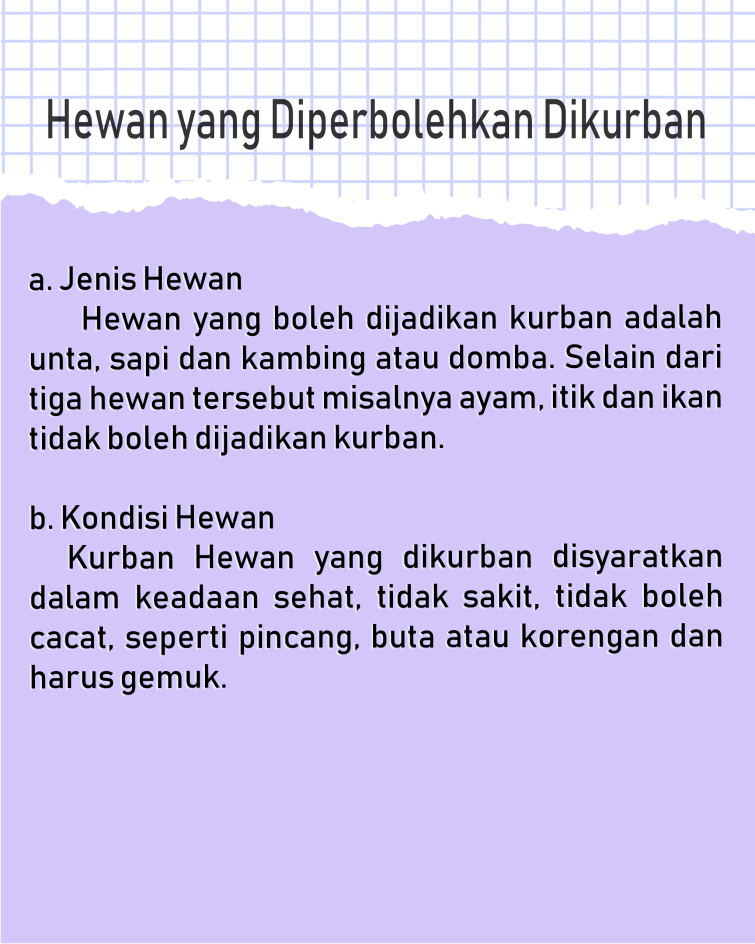 Hewan yang Diperbolehkan Dikurban
a. Jenis Hewan
Hewan yang boleh dijadikan kurban adalah
unta, sapi dan kambing atau domba. Selain dari
tiga hewan tersebut misalnya ayam, itik dan ikan
tidak boleh dijadikan kurban.
b. Kondisi Hewan
Kurban Hewan yang dikurban disyaratkan
dalam keadaan sehat, tidak sakit, tidak boleh
cacat, seperti pincang, buta atau korengan dan
harus gemuk.